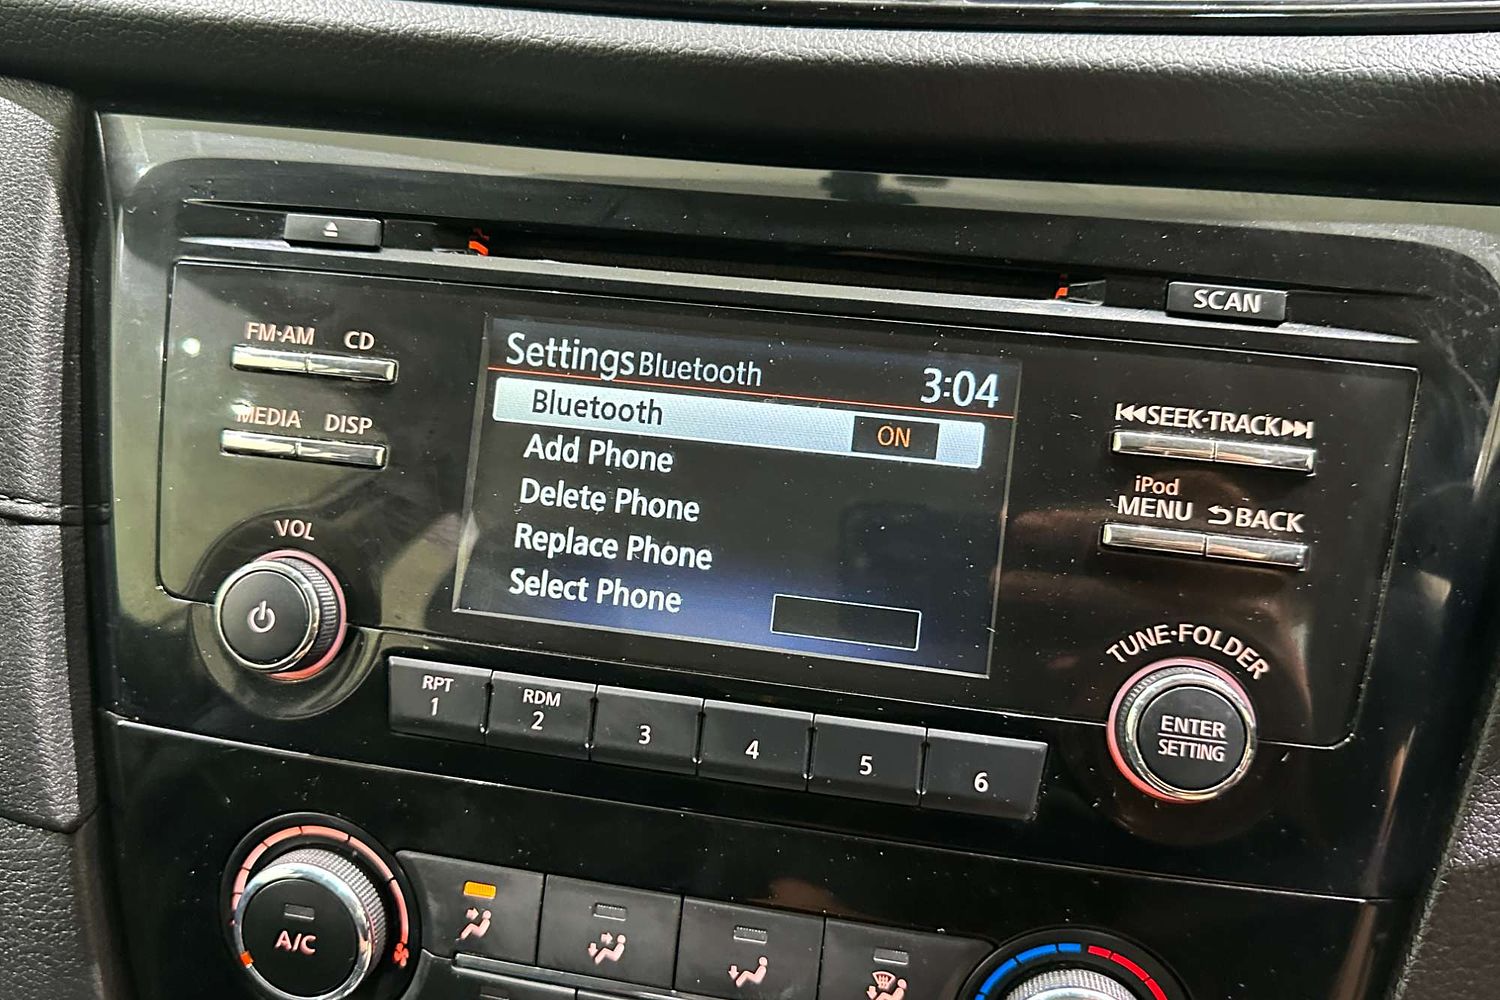 SCAN
FM·AM CD
MEDIA DISP
VOL
Settings Bluetooth 3:04
Bluetooth ON
Add Phone
Delete Phone
Replace Phone
Select Phone
SEEK·TRACK
iPod
MENU BACK
TUNE·FOLDER
ENTER
SETTING
RPT
1
RDM
2
3
4
5
6
A/C